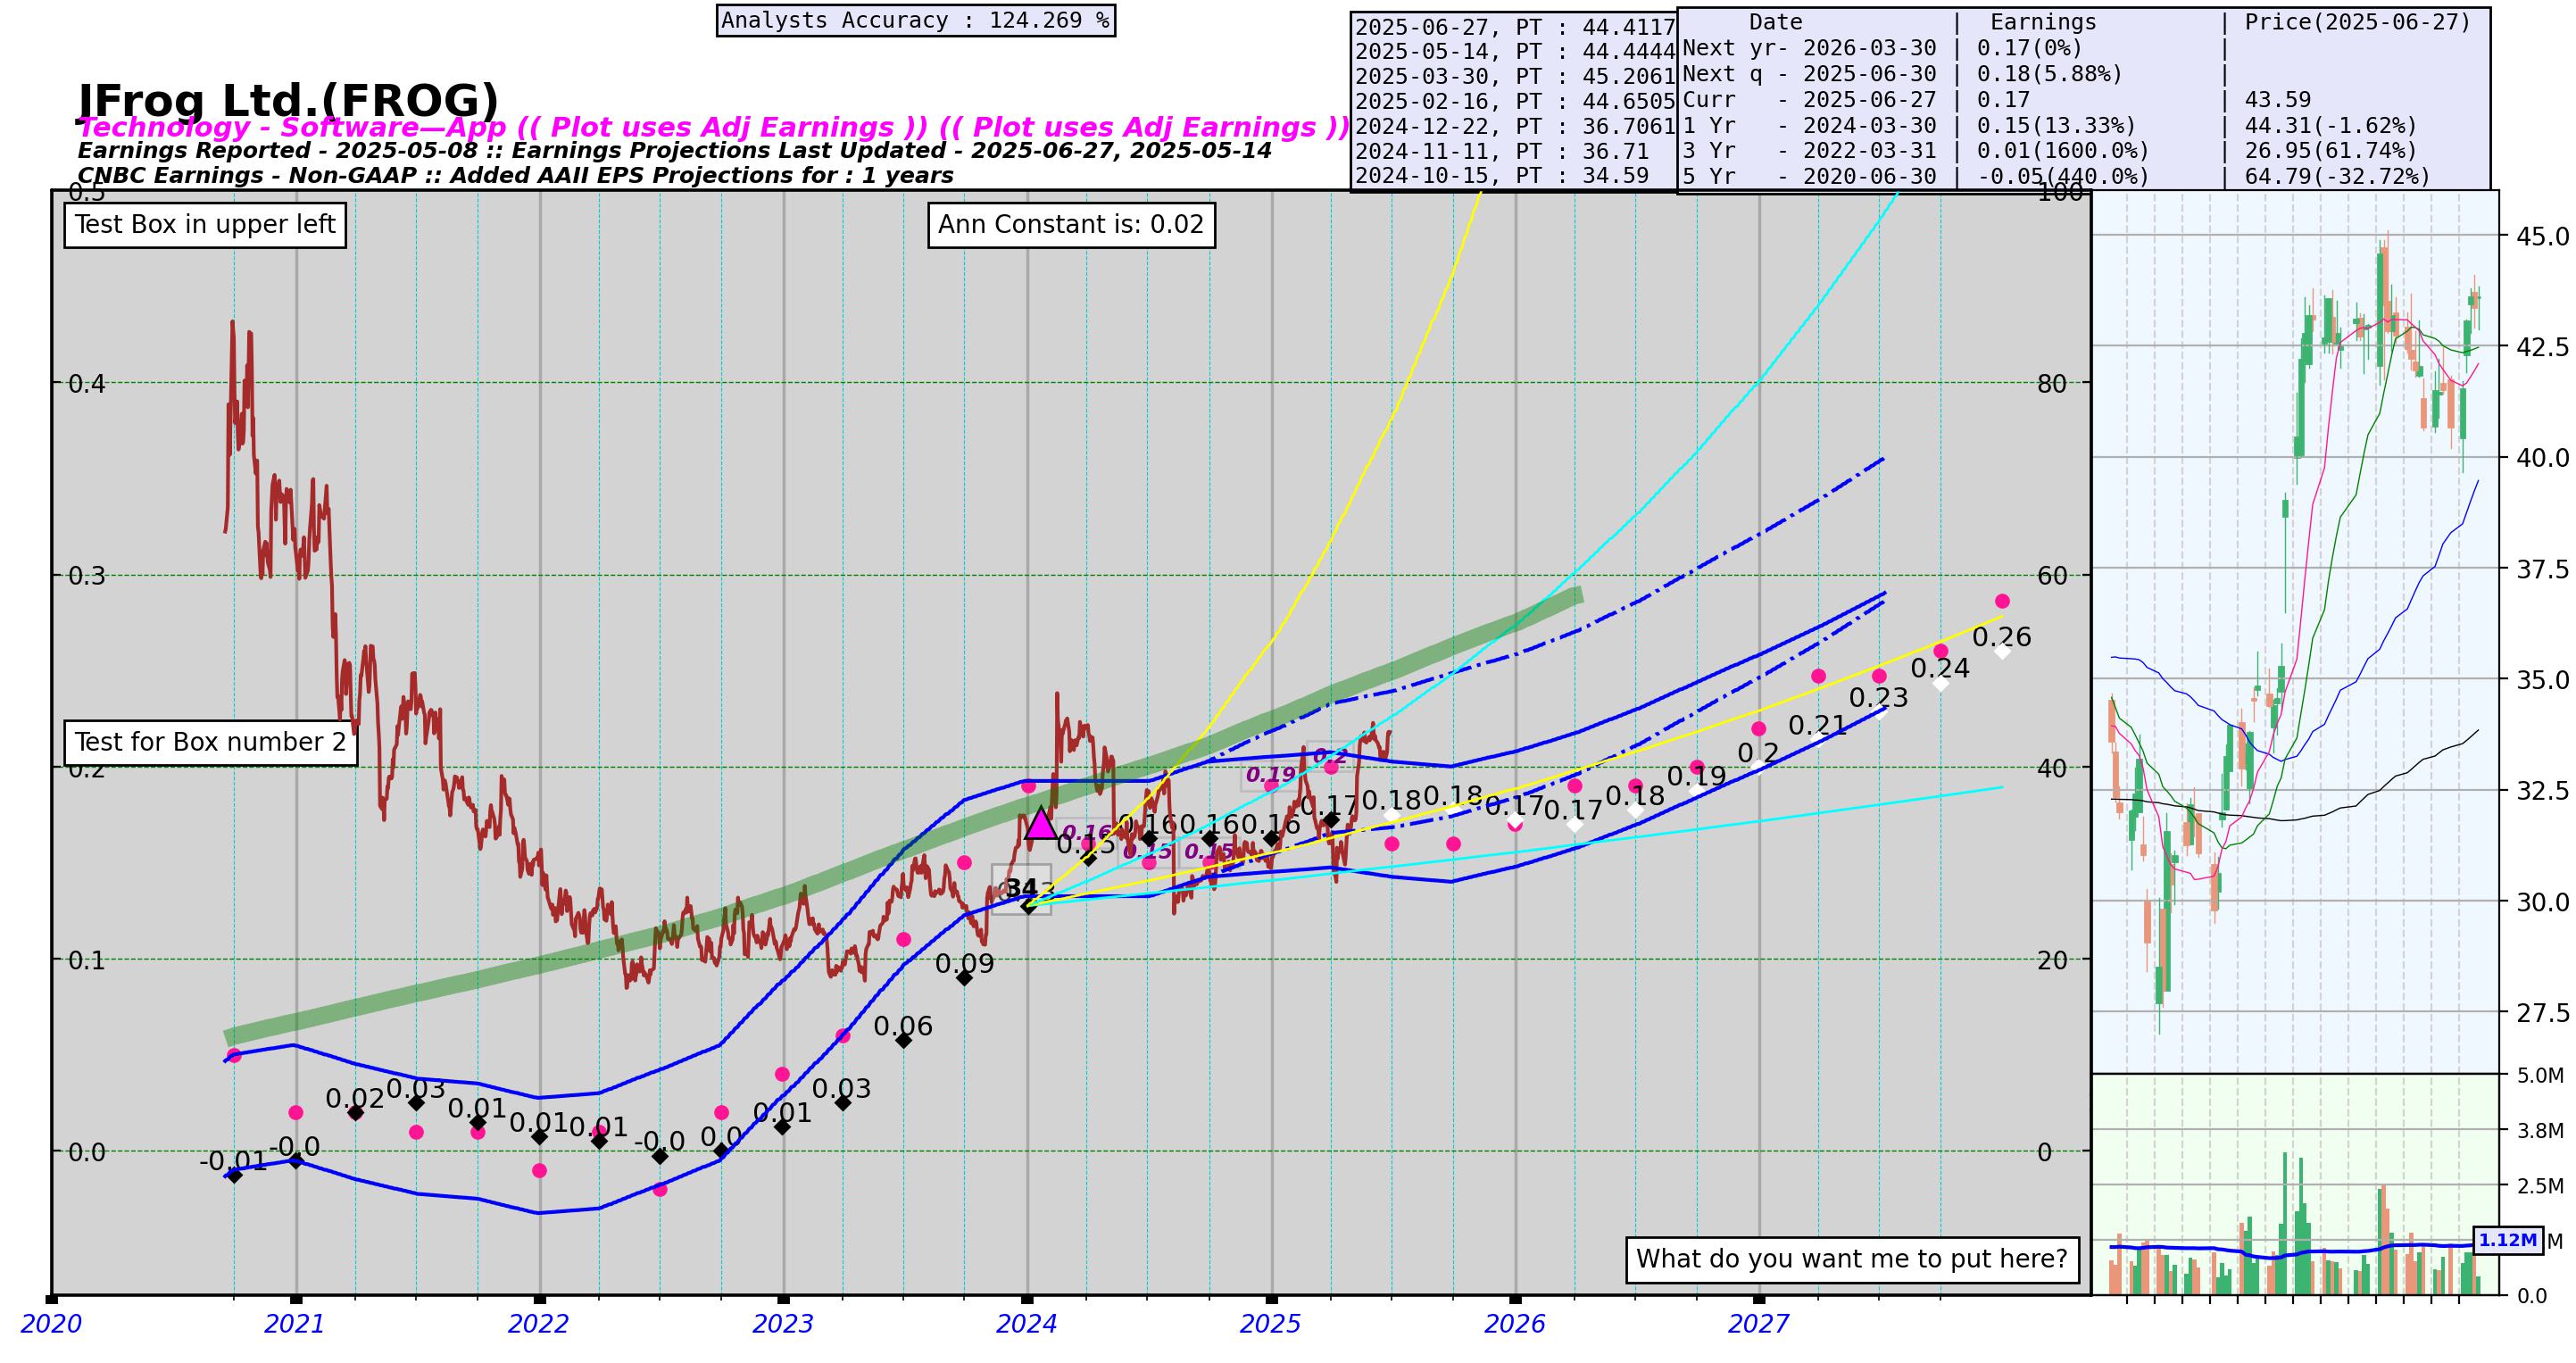 Analysts Accuracy : 124.269 %
JFrog Ltd.(FROG)
Technology - Software—App (( Plot uses Adj Earnings )) (( Plot uses Adj Earnings ))
Earnings Reported - 2025-05-08 :: Earnings Projections Last Updated - 2025-06-27, 2025-05-14
CNBC Earnings - Non-GAAP :: Added AAII EPS Projections for : 1 years
2025-06-27, PT : 44.4117
2025-05-14, PT : 44.4444
2025-03-30, PT : 45.2061
2025-02-16, PT : 44.6505
2024-12-22, PT : 36.7061
2024-11-11, PT : 36.71
2024-10-15, PT : 34.59
Date | Earnings | Price(2025-06-27)
Next yr- 2026-03-30 | 0.17(0%) |
Next q - 2025-06-30 | 0.18(5.88%) |
Curr - 2025-06-27 | 0.17 | 43.59
1 Yr - 2024-03-30 | 0.15(13.33%) | 44.31(-1.62%)
3 Yr - 2022-03-31 | 0.01(1600.0%) | 26.95(61.74%)
5 Yr - 2020-06-30 | -0.05(440.0%) | 64.79(-32.72%)
Test Box in upper left
Ann Constant is: 0.02
Test for Box number 2
What do you want me to put here?
0.5
0.4
0.3
0.2
0.1
0.0
100
80
60
40
20
0
-0.01
-0.0
0.02
0.03
0.01
0.01
0.01
-0.0
0.0
0.01
0.03
0.06
0.09
34
0.15
0.16
0.16
0.16
0.17
0.18
0.18
0.17
0.17
0.18
0.19
0.2
0.21
0.23
0.24
0.26
0.16
0.15
0.15
0.19
0.2
2020
2021
2022
2023
2024
2025
2026
2027
45.0
42.5
40.0
37.5
35.0
32.5
30.0
27.5
5.0M
3.8M
2.5M
1.12M
M
0.0